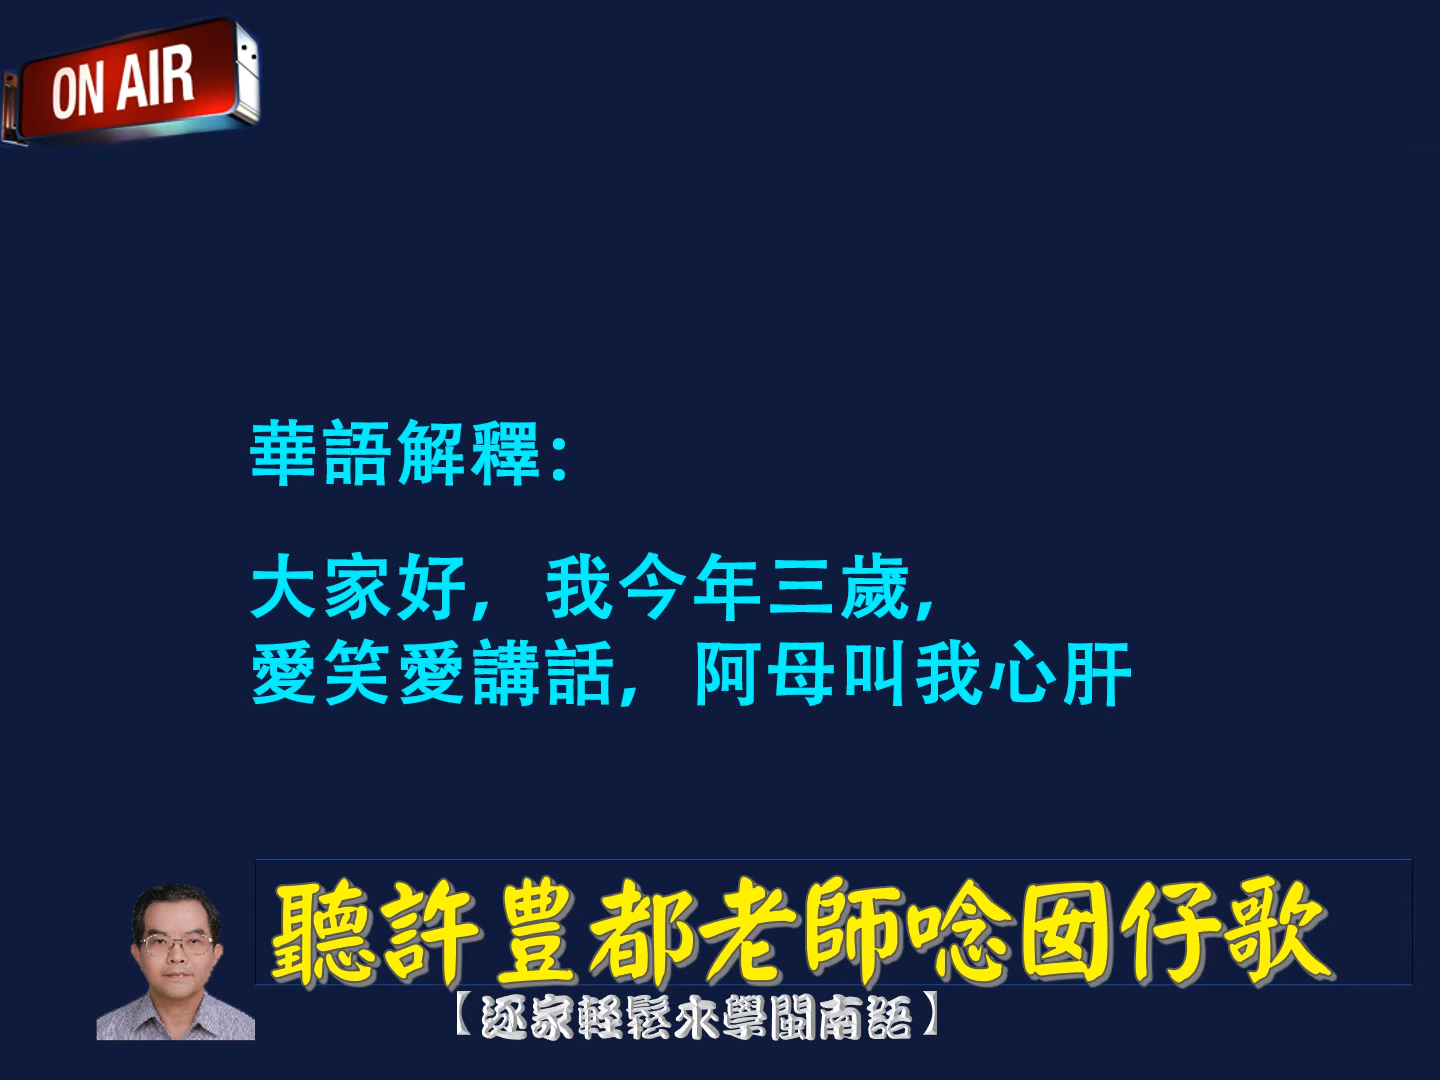 ON AIR
華語解釋：
大家好，我今年三歲，
愛笑愛講話，阿母叫我心肝
聽許豊都老師唸囡仔歌
【逐家輕鬆來學閩南語】